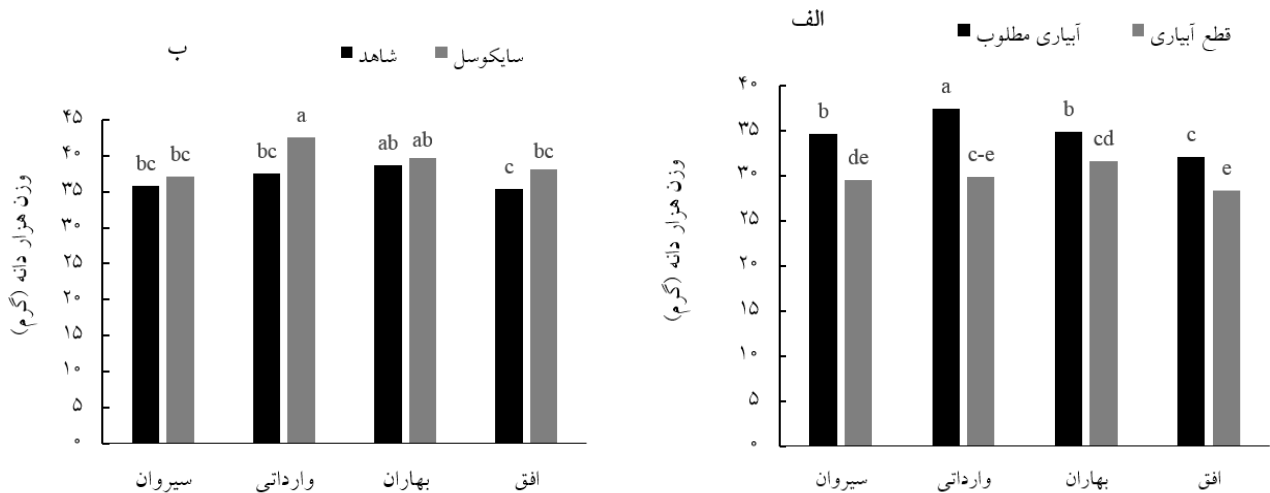 الف
آبیاری مطلوب
قطع آبیاری
وزن هزار دانه (گرم)
۴۰
۳۵
۳۰
۲۵
۲۰
۱۵
۱۰
۵
۰
b
de
a
c-e
b
cd
c
e
سیروان
وارداتی
بهاران
افق
ب
شاهد
سایکوسل
وزن هزار دانه (گرم)
۴۵
۴۰
۳۵
۳۰
۲۵
۲۰
۱۵
۱۰
۵
۰
bc
bc
bc
a
ab
ab
c
bc
سیروان
وارداتی
بهاران
افق